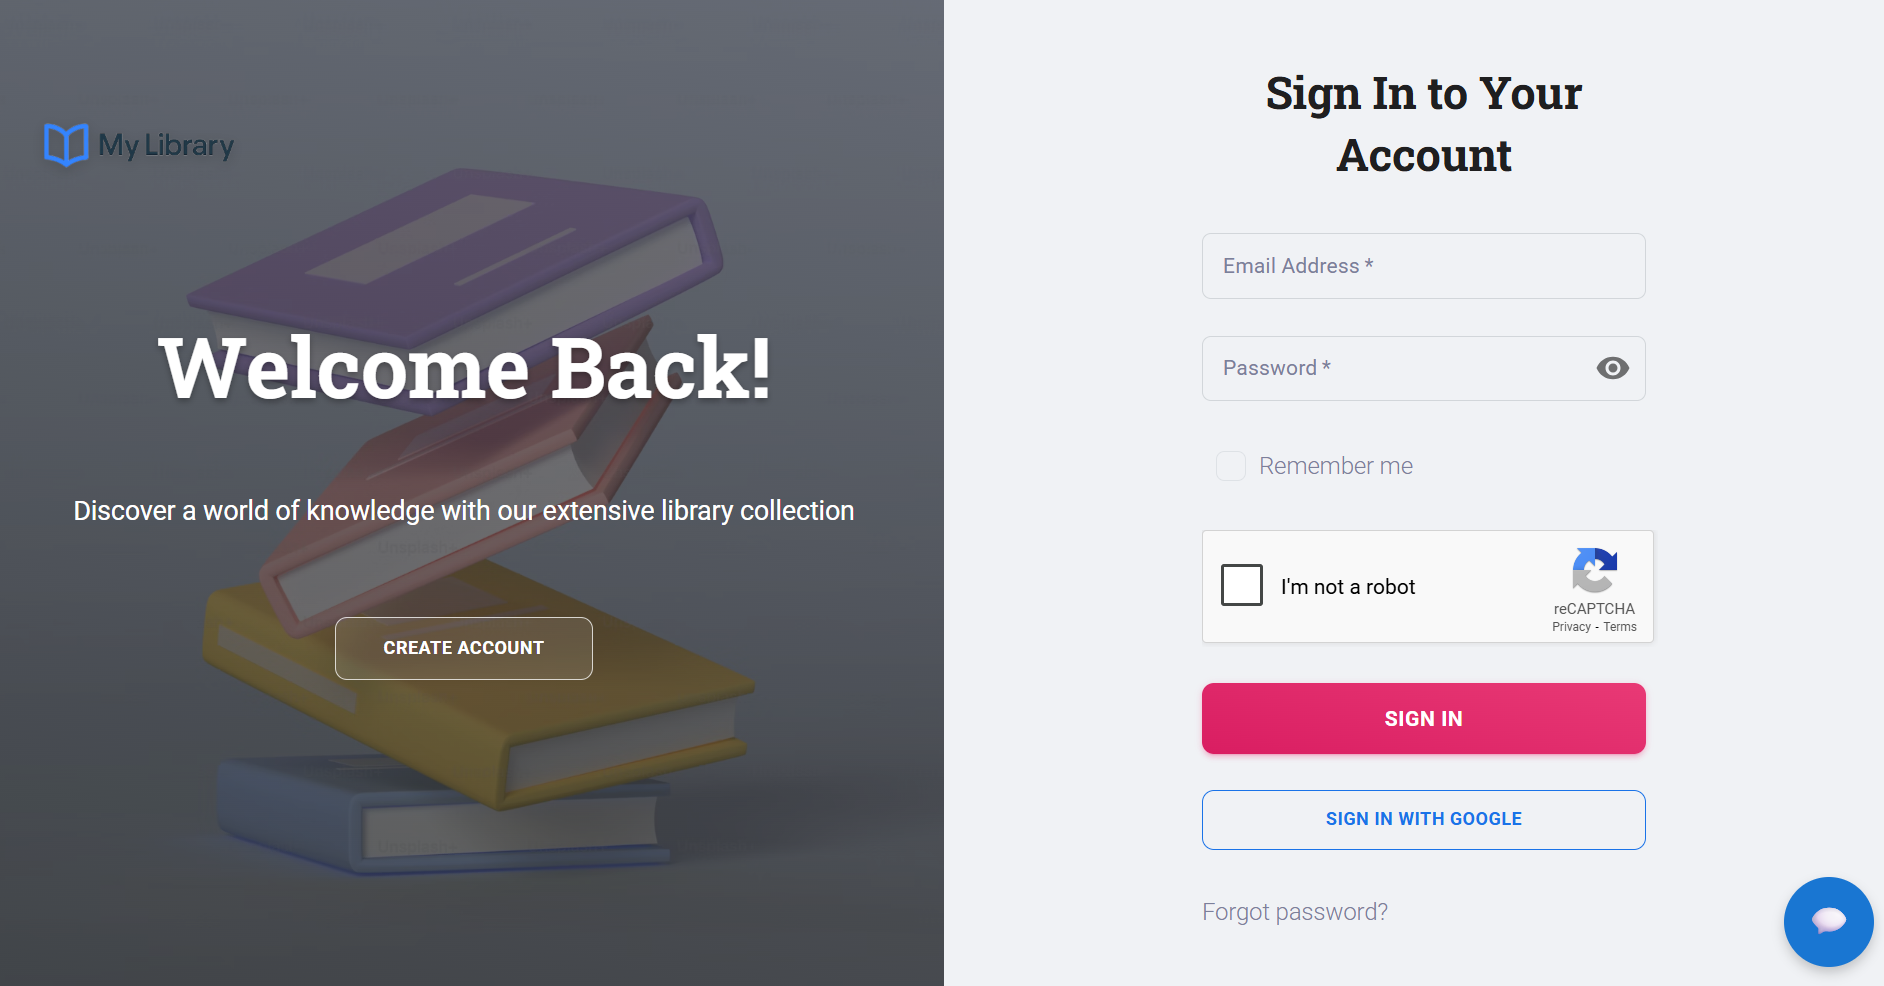 My Library
Welcome Back!
Discover a world of knowledge with our extensive library collection
CREATE ACCOUNT
Sign In to Your
Account
Email Address *
Password *
Remember me
I'm not a robot
reCAPTCHA
Privacy - Terms
SIGN IN
SIGN IN WITH GOOGLE
Forgot password?